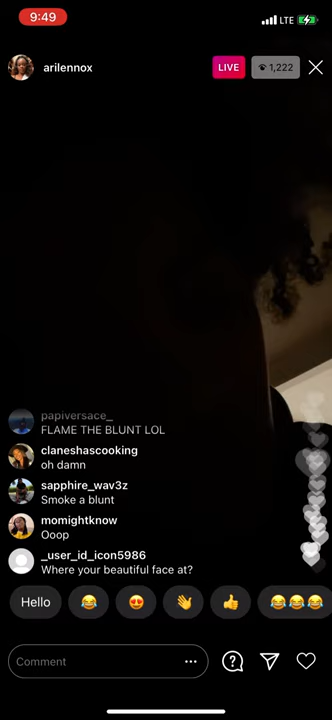 9:49
LTE
arilennox
LIVE
1,222
papiversace_
FLAME THE BLUNT LOL
claneshascooking
oh damn
sapphire_wav3z
Smoke a blunt
momightknow
Ooop
_user_id_icon5986
Where your beautiful face at?
Hello
Comment